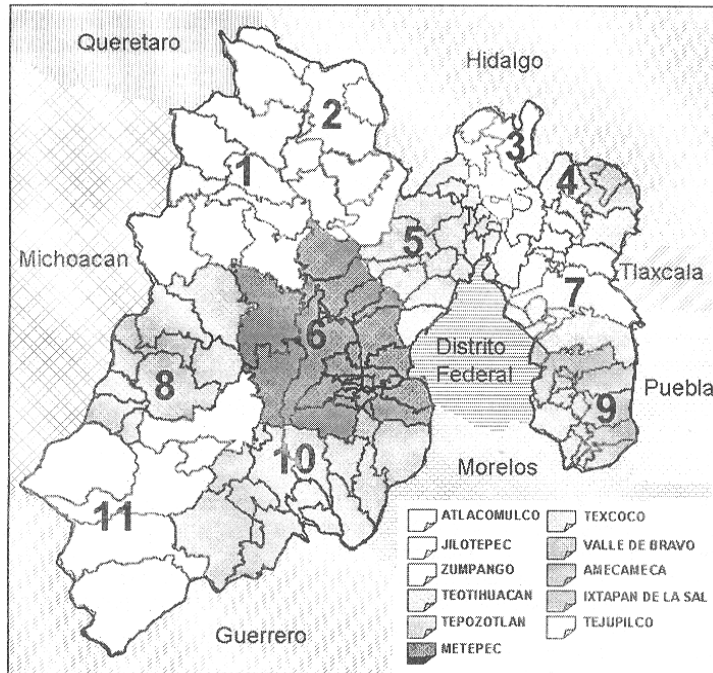 Queretaro
Hidalgo
2
3
1
4
5
Michoacan
Tlaxcala
7
6
Distrito
Federal
8
Puebla
9
10
Morelos
11
ATLACOMULCO
TEXCOCO
JILOTEPEC
VALLE DE BRAVO
ZUMPANGO
AMECAMECA
TEOTIHUACAN
IXTAPAN DE LA SAL
TEPOZOTLAN
TEJUPILCO
METEPEC
Guerrero